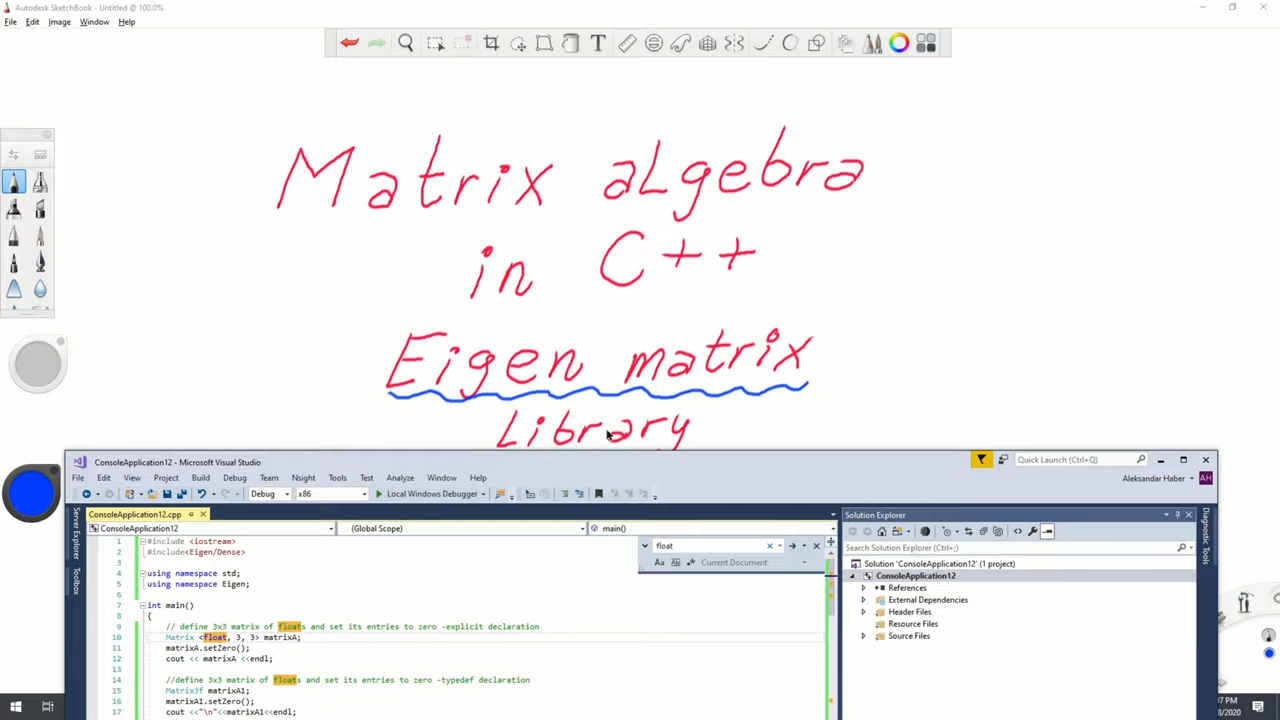 Autodesk SketchBook - Untitled @ 100.0%
File Edit Image Window Help
Matrix algebra
in C++
Eigen matrix
Library
ConsoleApplication12 - Microsoft Visual Studio
Quick Launch (Ctrl+Q)
File Edit View Project Build Debug Team Nsight Tools Test Analyze Window Help
Aleksandar Haber AH
Debug x86 Local Windows Debugger
Server Explorer
Toolbox
ConsoleApplication12.cpp
ConsoleApplication12 (Global Scope) main()
float
Aa Current Document
1 #include <iostream>
2 #include<Eigen/Dense>
3
4 using namespace std;
5 using namespace Eigen;
6
7 int main()
8 {
9 // define 3x3 matrix of floats and set its entries to zero -explicit declaration
10 Matrix <float, 3, 3> matrixA;
11 matrixA.setZero();
12 cout << matrixA <<endl;
13
14 //define 3x3 matrix of floats and set its entries to zero -typedef declaration
15 Matrix3f matrixA1;
16 matrixA1.setZero();
17 cout <<"\n"<<matrixA1<<endl;
Solution Explorer
Search Solution Explorer (Ctrl+;)
Solution 'ConsoleApplication12' (1 project)
ConsoleApplication12
References
External Dependencies
Header Files
Resource Files
Source Files
Diagnostic Tools